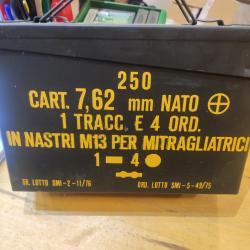 250
CART. 7,62 mm NATO
1 TRACC. E 4 ORD.
IN NASTRI M13 PER MITRAGLIATRICI
1 4
GR. LOTTO SMI-2-11/76 ORD. LOTTO SMI-5-49/75